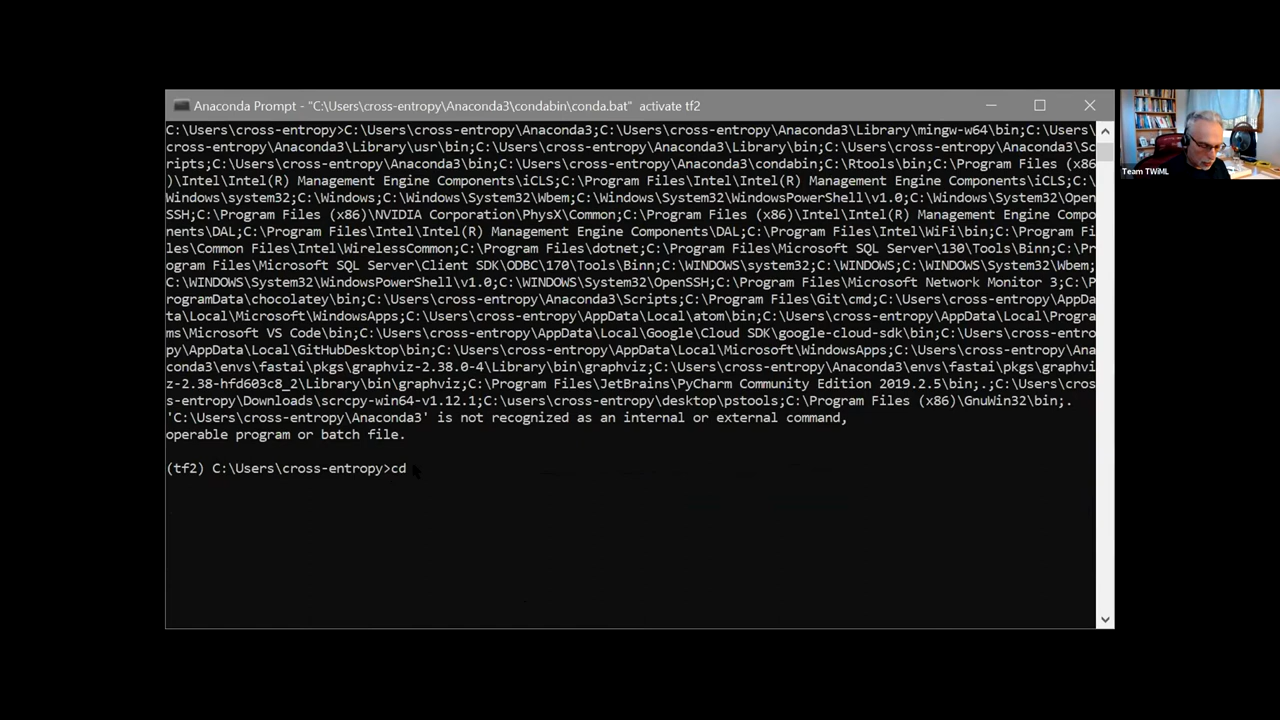 Anaconda Prompt - "C:\Users\cross-entropy\Anaconda3\condabin\conda.bat" activate tf2
C:\Users\cross-entropy>C:\Users\cross-entropy\Anaconda3;C:\Users\cross-entropy\Anaconda3\Library\mingw-w64\bin;C:\Users\
cross-entropy\Anaconda3\Library\usr\bin;C:\Users\cross-entropy\Anaconda3\Library\bin;C:\Users\cross-entropy\Anaconda3\Sc
ripts;C:\Users\cross-entropy\Anaconda3\bin;C:\Users\cross-entropy\Anaconda3\condabin;C:\Rtools\bin;C:\Program Files (x86
)\Intel\Intel(R) Management Engine Components\iCLS;C:\Program Files\Intel\Intel(R) Management Engine Components\iCLS;C:\
Windows\system32;C:\Windows;C:\Windows\System32\Wbem;C:\Windows\System32\WindowsPowerShell\v1.0;C:\Windows\System32\Open
SSH;C:\Program Files (x86)\NVIDIA Corporation\PhysX\Common;C:\Program Files (x86)\Intel\Intel(R) Management Engine Compo
nents\DAL;C:\Program Files\Intel\Intel(R) Management Engine Components\DAL;C:\Program Files\Intel\WiFi\bin;C:\Program Fi
les\Common Files\Intel\WirelessCommon;C:\Program Files\dotnet;C:\Program Files\Microsoft SQL Server\130\Tools\Binn;C:\Pr
ogram Files\Microsoft SQL Server\Client SDK\ODBC\170\Tools\Binn;C:\WINDOWS\system32;C:\WINDOWS;C:\WINDOWS\System32\Wbem;
C:\WINDOWS\System32\WindowsPowerShell\v1.0;C:\WINDOWS\System32\OpenSSH;C:\Program Files\Microsoft Network Monitor 3;C:\P
rogramData\chocolatey\bin;C:\Users\cross-entropy\Anaconda3\Scripts;C:\Program Files\Git\cmd;C:\Users\cross-entropy\AppDa
ta\Local\Microsoft\WindowsApps;C:\Users\cross-entropy\AppData\Local\atom\bin;C:\Users\cross-entropy\AppData\Local\Progra
ms\Microsoft VS Code\bin;C:\Users\cross-entropy\AppData\Local\Google\Cloud SDK\google-cloud-sdk\bin;C:\Users\cross-entro
py\AppData\Local\GitHubDesktop\bin;C:\Users\cross-entropy\AppData\Local\Microsoft\WindowsApps;C:\Users\cross-entropy\Ana
conda3\envs\fastai\pkgs\graphviz-2.38.0-4\Library\bin\graphviz;C:\Users\cross-entropy\Anaconda3\envs\fastai\pkgs\graphvi
z-2.38-hfd603c8_2\Library\bin\graphviz;C:\Program Files\JetBrains\PyCharm Community Edition 2019.2.5\bin;.;C:\Users\cros
s-entropy\Downloads\scrcpy-win64-v1.12.1;C:\Users\cross-entropy\desktop\pstools;C:\Program Files (x86)\GnuWin32\bin;.
'C:\Users\cross-entropy\Anaconda3' is not recognized as an internal or external command,
operable program or batch file.
(tf2) C:\Users\cross-entropy>cd
Team TWiML